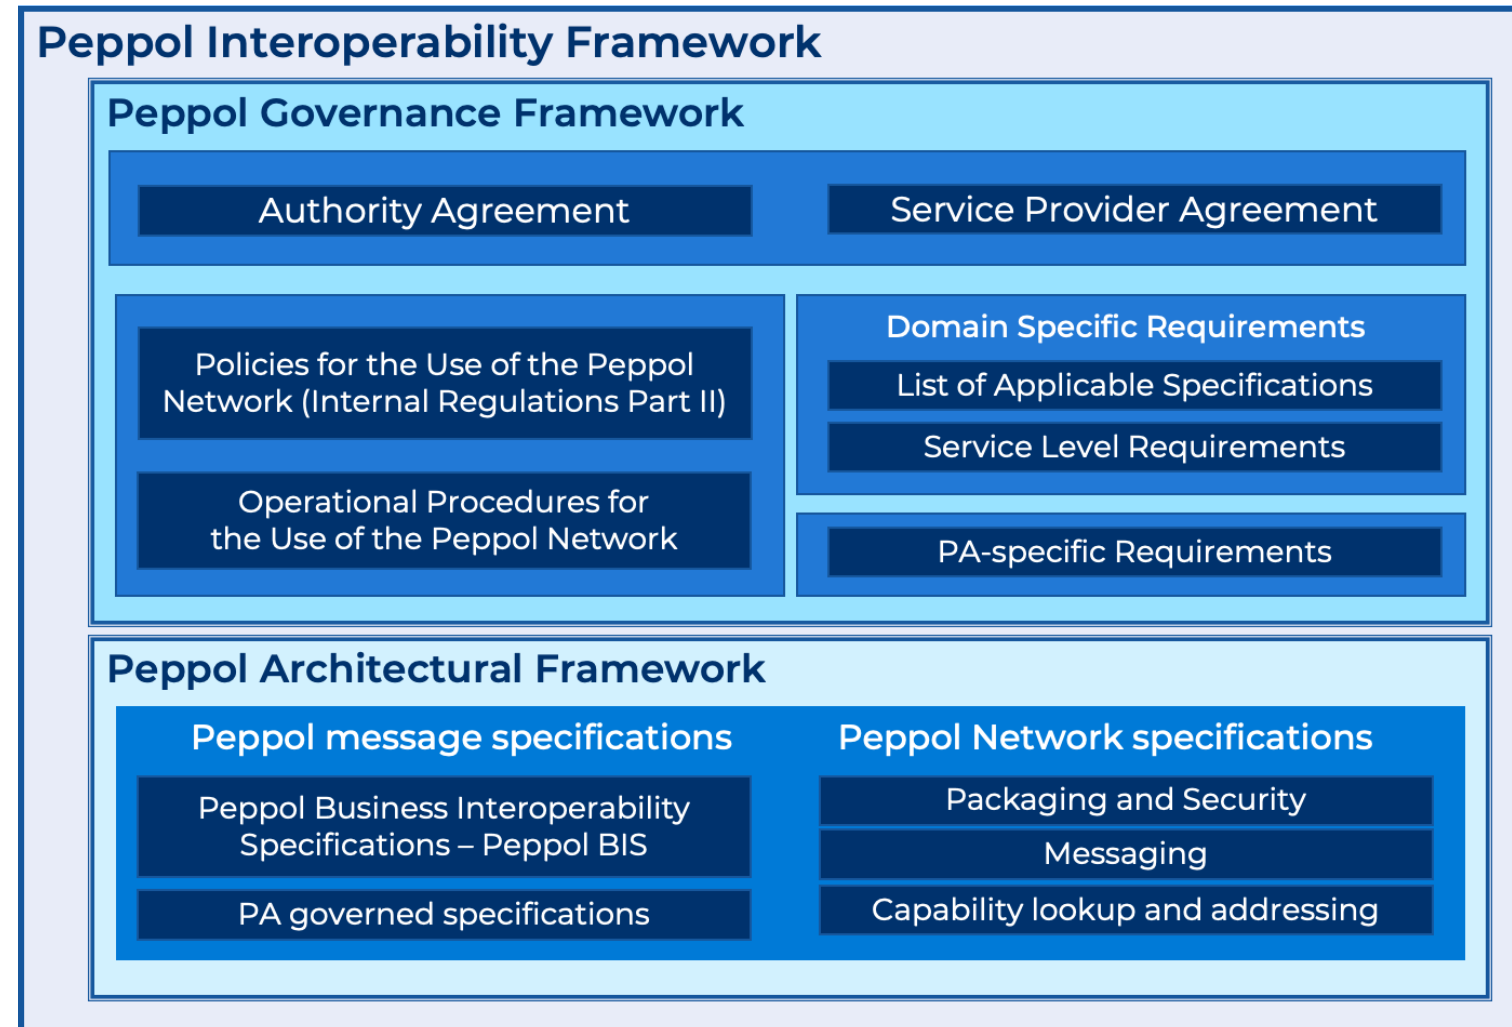 Peppol Interoperability Framework
Peppol Governance Framework
Authority Agreement
Service Provider Agreement
Policies for the Use of the Peppol
Network (Internal Regulations Part II)
Operational Procedures for
the Use of the Peppol Network
Domain Specific Requirements
List of Applicable Specifications
Service Level Requirements
PA-specific Requirements
Peppol Architectural Framework
Peppol message specifications
Peppol Business Interoperability
Specifications – Peppol BIS
PA governed specifications
Peppol Network specifications
Packaging and Security
Messaging
Capability lookup and addressing